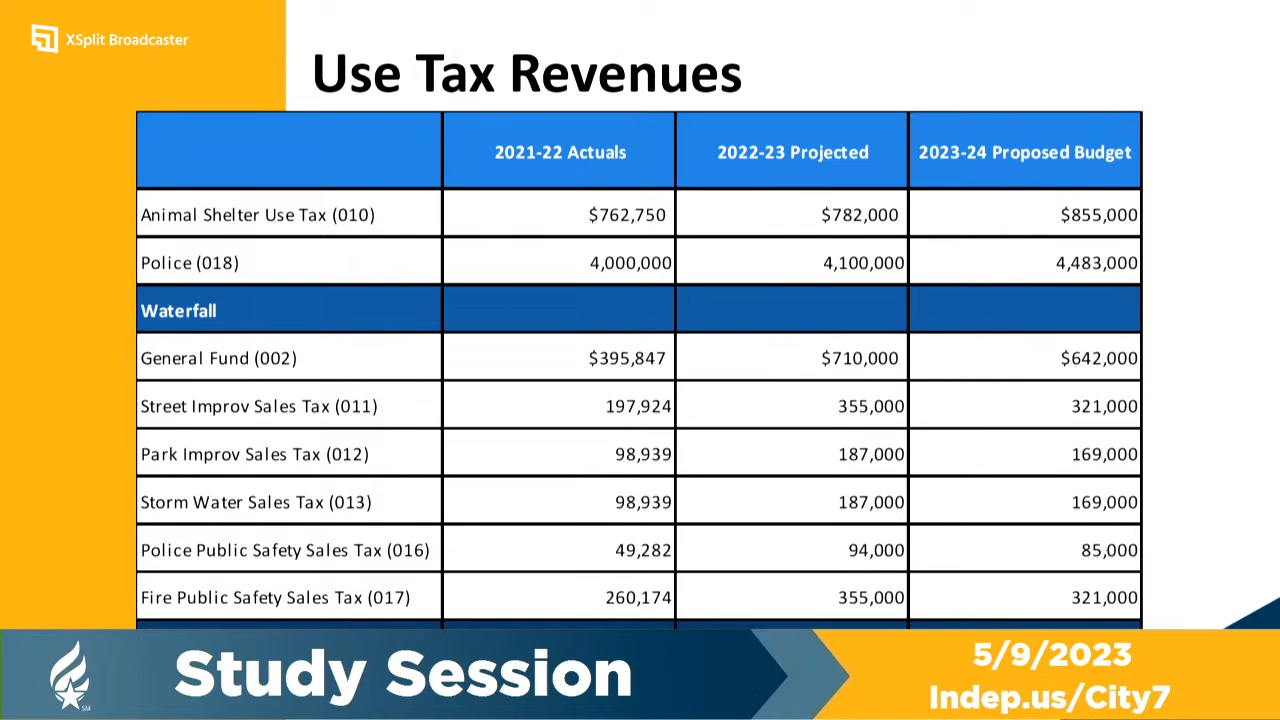 XSplit Broadcaster
Use Tax Revenues
2021-22 Actuals 2022-23 Projected 2023-24 Proposed Budget
Animal Shelter Use Tax (010) $762,750 $782,000 $855,000
Police (018) 4,000,000 4,100,000 4,483,000
Waterfall
General Fund (002) $395,847 $710,000 $642,000
Street Improv Sales Tax (011) 197,924 355,000 321,000
Park Improv Sales Tax (012) 98,939 187,000 169,000
Storm Water Sales Tax (013) 98,939 187,000 169,000
Police Public Safety Sales Tax (016) 49,282 94,000 85,000
Fire Public Safety Sales Tax (017) 260,174 355,000 321,000
SM
Study Session
5/9/2023
Indep.us/City7